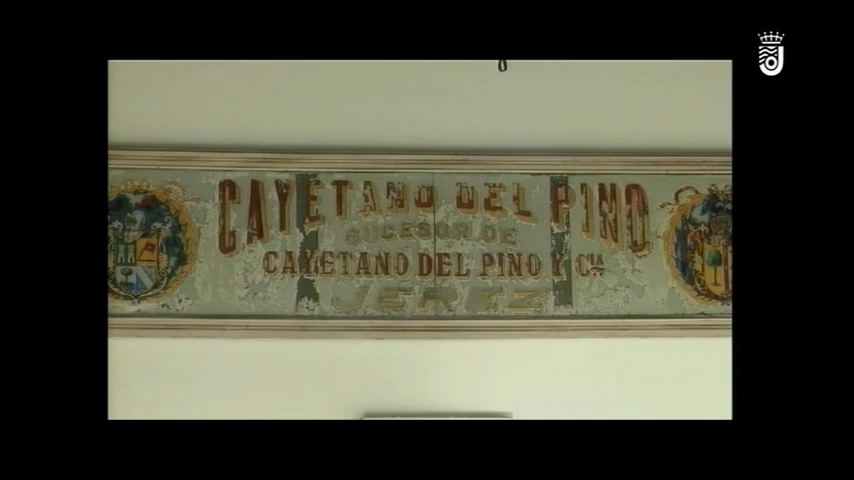 CAYETANO DEL PINO
SUCESOR DE
CAYETANO DEL PINO Y Cía
JEREZ